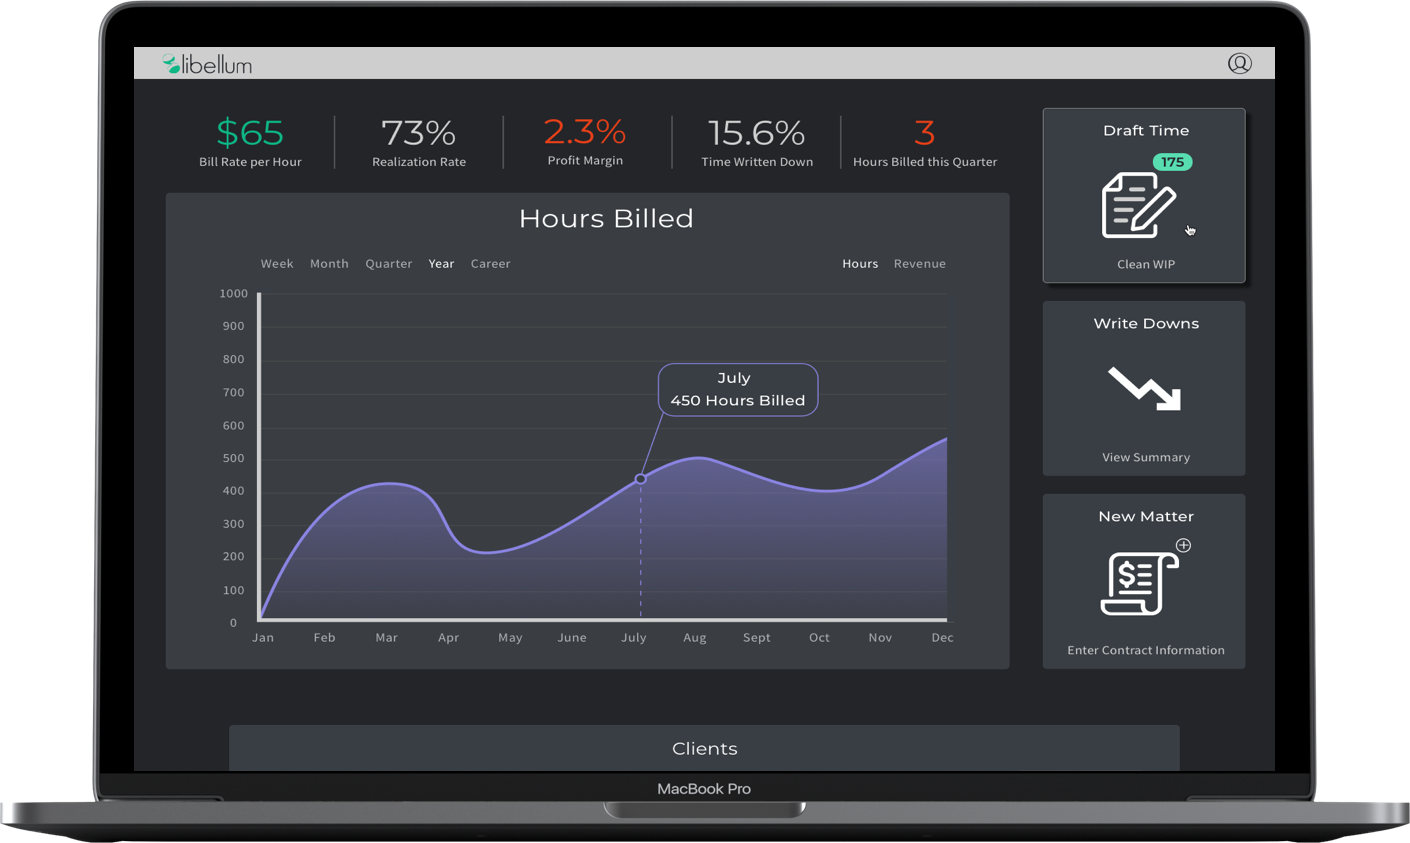 libellum
$65
Bill Rate per Hour
73%
Realization Rate
2.3%
Profit Margin
15.6%
Time Written Down
3
Hours Billed this Quarter
Hours Billed
Week Month Quarter Year Career
Hours Revenue
1000
900
800
700
600
500
400
300
200
100
0
July
450 Hours Billed
Jan Feb Mar Apr May June July Aug Sept Oct Nov Dec
Draft Time
175
Clean WIP
Write Downs
View Summary
New Matter
$
Enter Contract Information
Clients
MacBook Pro